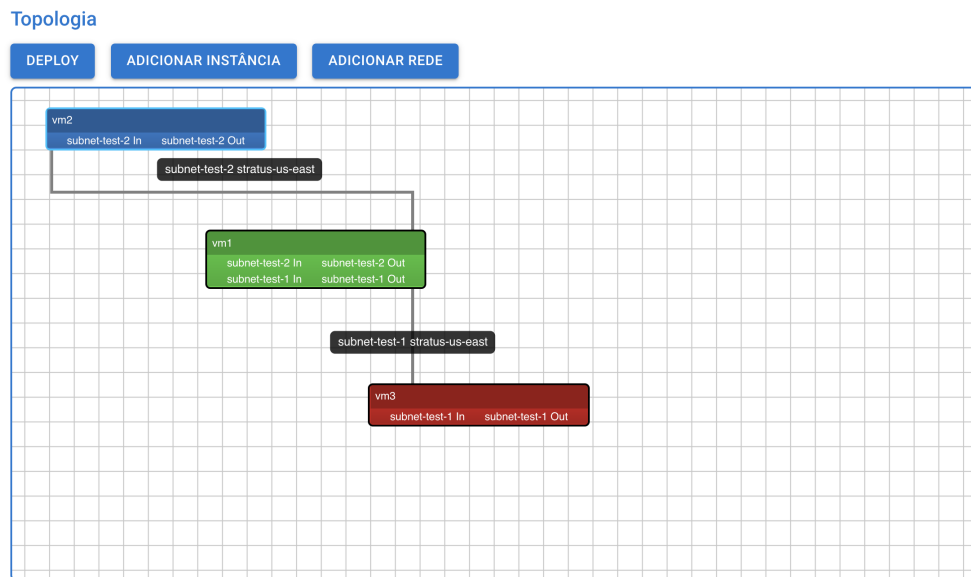 Topologia
DEPLOY ADICIONAR INSTÂNCIA ADICIONAR REDE
vm2
subnet-test-2 In subnet-test-2 Out
subnet-test-2 stratus-us-east
vm1
subnet-test-2 In subnet-test-2 Out
subnet-test-1 In subnet-test-1 Out
subnet-test-1 stratus-us-east
vm3
subnet-test-1 In subnet-test-1 Out